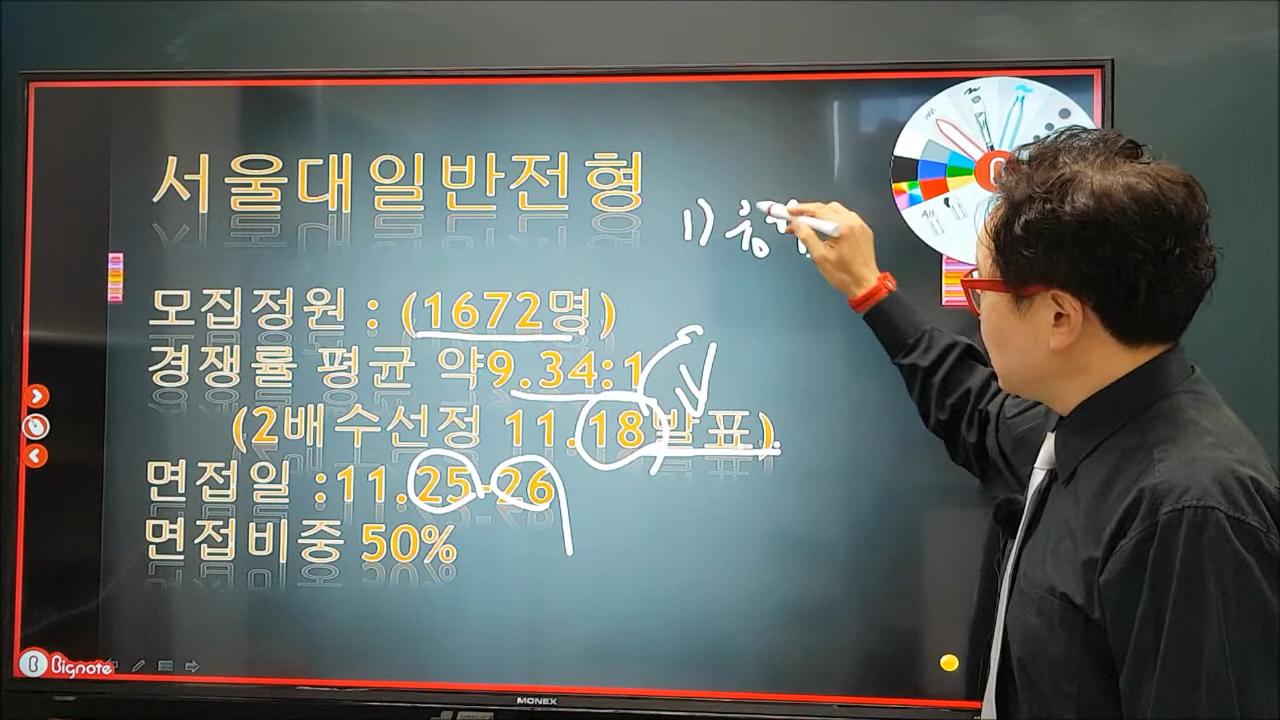 서울대일반전형
1)
모집정원 : (1672명)
경쟁률 평균 약9.34:1
(2배수선정 11.18발표)
면접일 :11.25-26
면접비중 50%
Bignote
MONEX